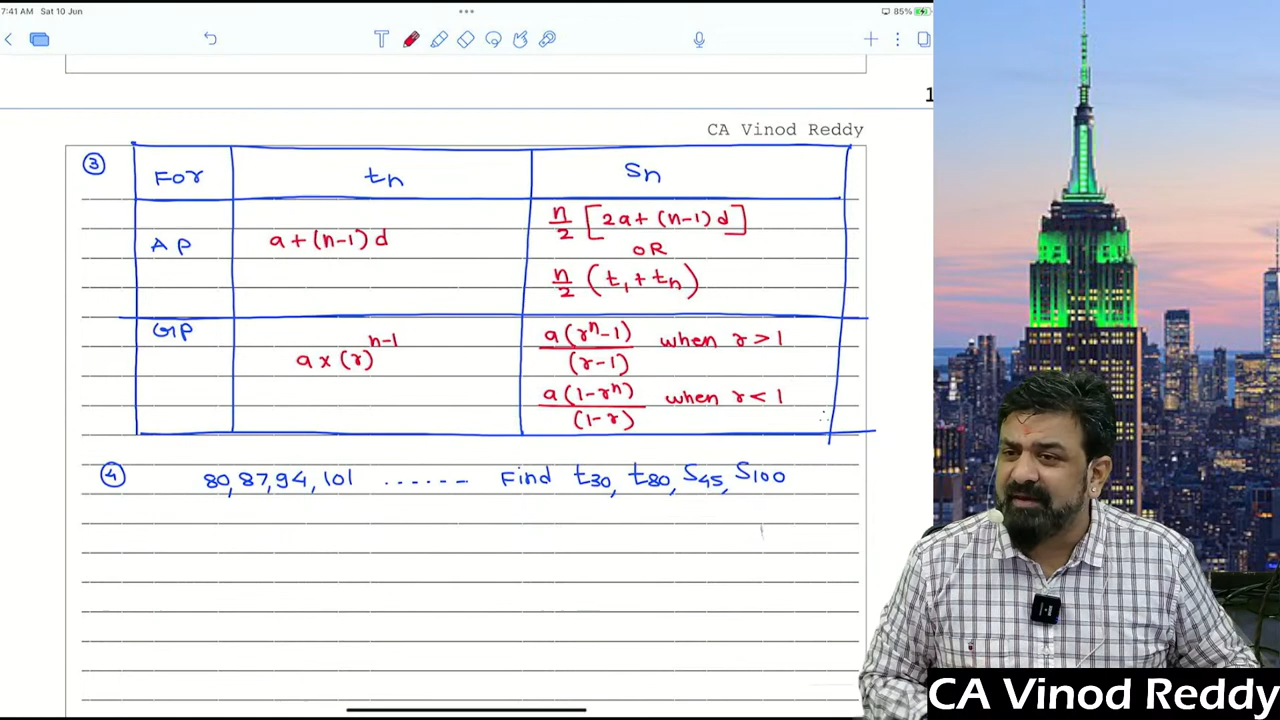 7:41 AM Sat 10 Jun
85%
T
1
CA Vinod Reddy
③ For tn Sn
AP a + (n-1) d n/2 [2a + (n-1) d]
OR
n/2 (t₁ + tn)
GP a × (r)ⁿ⁻¹ a(rⁿ-1)/(r-1) when r > 1
a(1-rⁿ)/(1-r) when r < 1
④ 80, 87, 94, 101 ...... Find t₃₀, t₈₀, S₄₅, S₁₀₀
CA Vinod Reddy